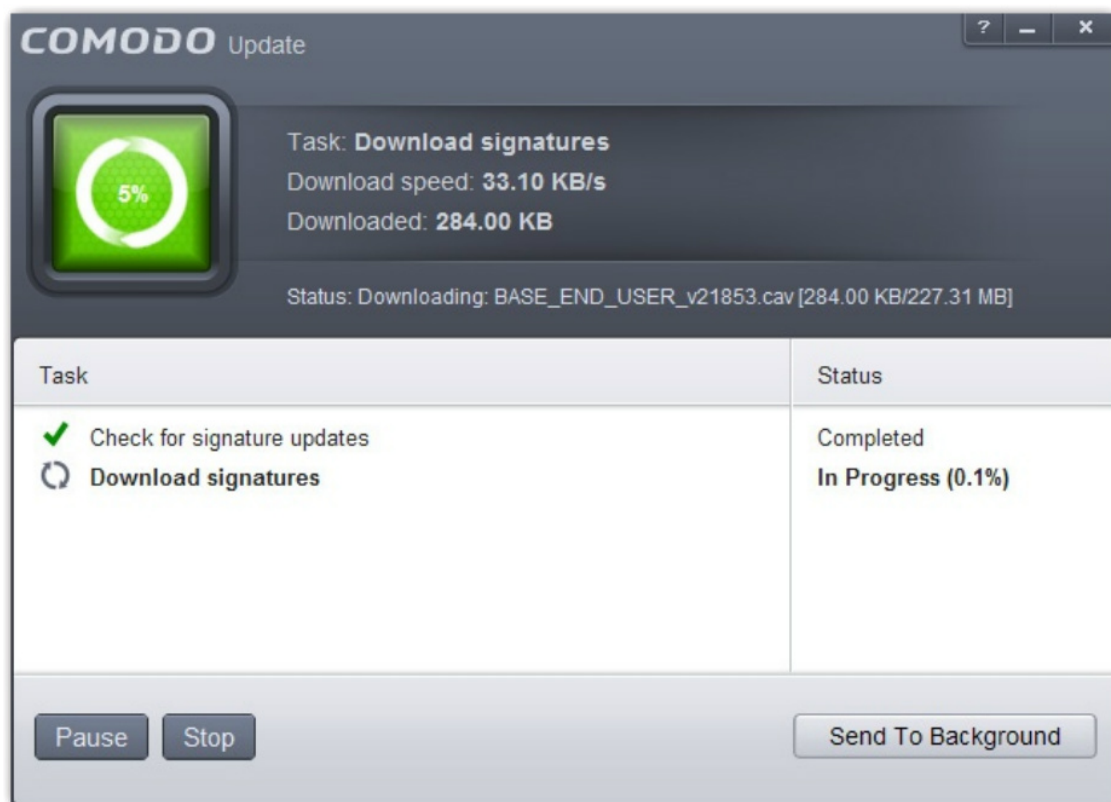 COMODO Update
? – ×
5%
Task: Download signatures
Download speed: 33.10 KB/s
Downloaded: 284.00 KB
Status: Downloading: BASE_END_USER_v21853.cav [284.00 KB/227.31 MB]
Task Status
Check for signature updates Completed
Download signatures In Progress (0.1%)
Pause Stop Send To Background